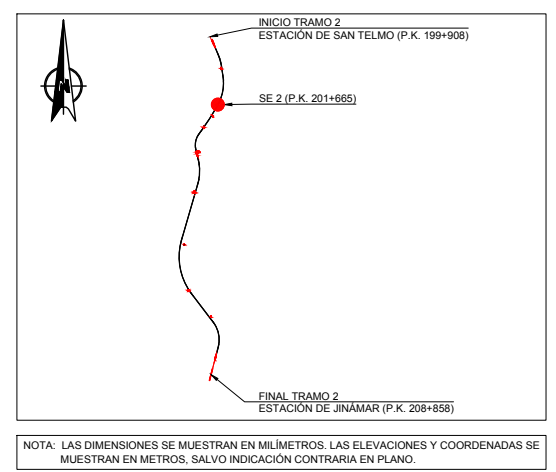 INICIO TRAMO 2
ESTACIÓN DE SAN TELMO (P.K. 199+908)
N
SE 2 (P.K. 201+665)
FINAL TRAMO 2
ESTACIÓN DE JINÁMAR (P.K. 208+858)
NOTA: LAS DIMENSIONES SE MUESTRAN EN MILÍMETROS. LAS ELEVACIONES Y COORDENADAS SE
MUESTRAN EN METROS, SALVO INDICACIÓN CONTRARIA EN PLANO.